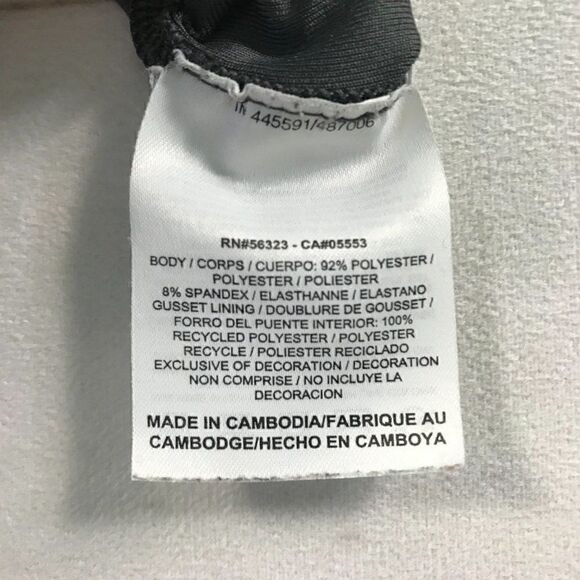 445591/487006
RN#56323 - CA#05553
BODY / CORPS / CUERPO: 92% POLYESTER /
POLYESTER / POLIESTER
8% SPANDEX / ELASTHANNE / ELASTANO
GUSSET LINING / DOUBLURE DE GOUSSET /
FORRO DEL PUENTE INTERIOR: 100%
RECYCLED POLYESTER / POLYESTER
RECYCLE / POLIESTER RECICLADO
EXCLUSIVE OF DECORATION / DECORATION
NON COMPRISE / NO INCLUYE LA
DECORACION
MADE IN CAMBODIA/FABRIQUE AU
CAMBODGE/HECHO EN CAMBOYA